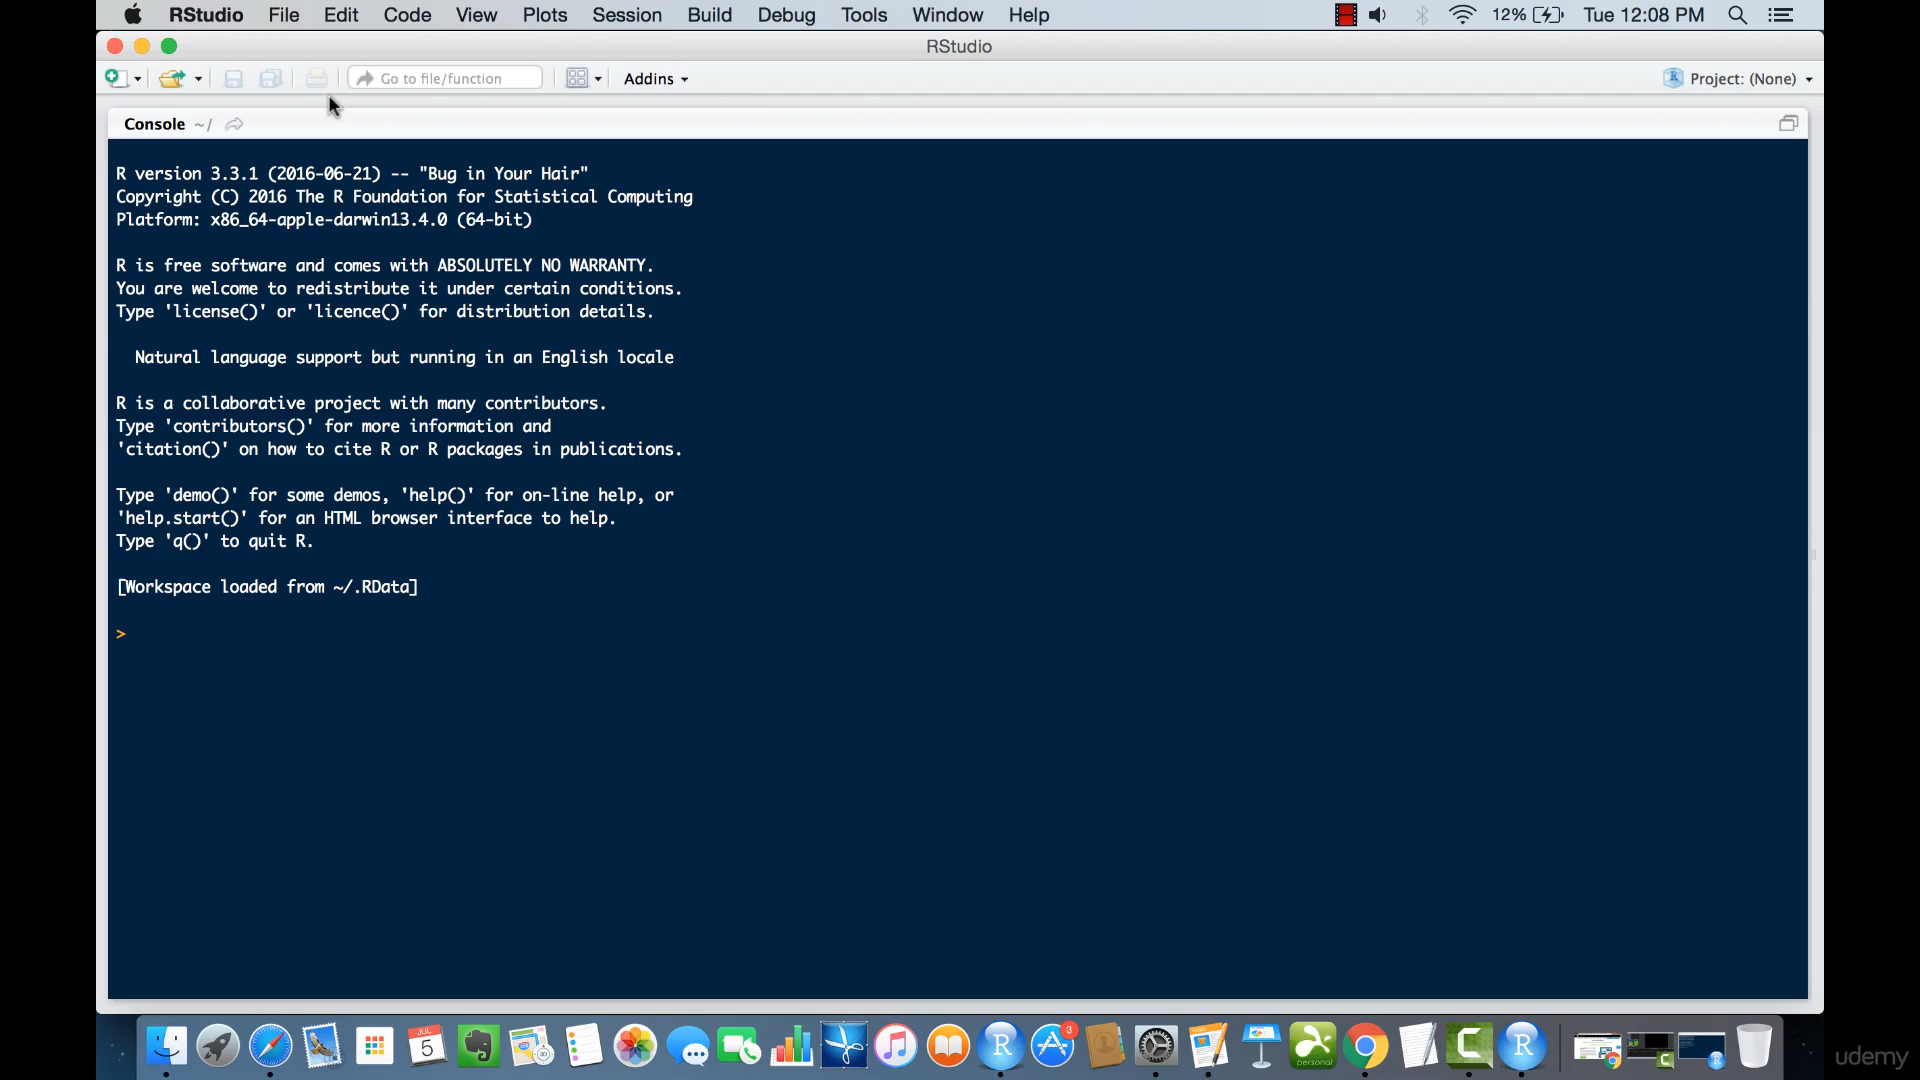 RStudio File Edit Code View Plots Session Build Debug Tools Window Help 12% Tue 12:08 PM
RStudio
Go to file/function Addins Project: (None)
Console ~/
R version 3.3.1 (2016-06-21) -- "Bug in Your Hair"
Copyright (C) 2016 The R Foundation for Statistical Computing
Platform: x86_64-apple-darwin13.4.0 (64-bit)
R is free software and comes with ABSOLUTELY NO WARRANTY.
You are welcome to redistribute it under certain conditions.
Type 'license()' or 'licence()' for distribution details.
Natural language support but running in an English locale
R is a collaborative project with many contributors.
Type 'contributors()' for more information and
'citation()' on how to cite R or R packages in publications.
Type 'demo()' for some demos, 'help()' for on-line help, or
'help.start()' for an HTML browser interface to help.
Type 'q()' to quit R.
[Workspace loaded from ~/.RData]
>
JUL
5
30
R
3
personal
C
R
udemy